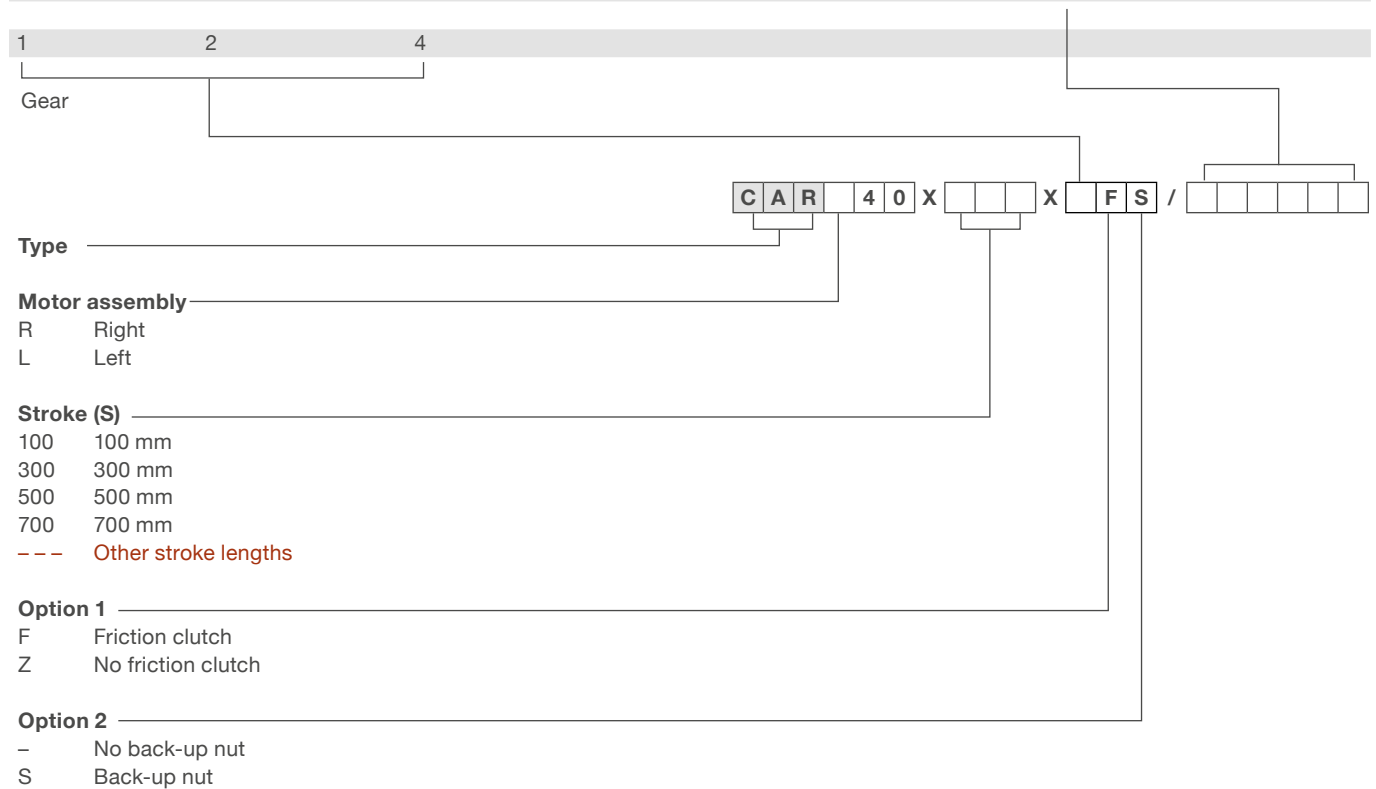 1 2 4
Gear
C A R 4 0 X X F S /
Type
Motor assembly
R Right
L Left
Stroke (S)
100 100 mm
300 300 mm
500 500 mm
700 700 mm
– – – Other stroke lengths
Option 1
F Friction clutch
Z No friction clutch
Option 2
– No back-up nut
S Back-up nut